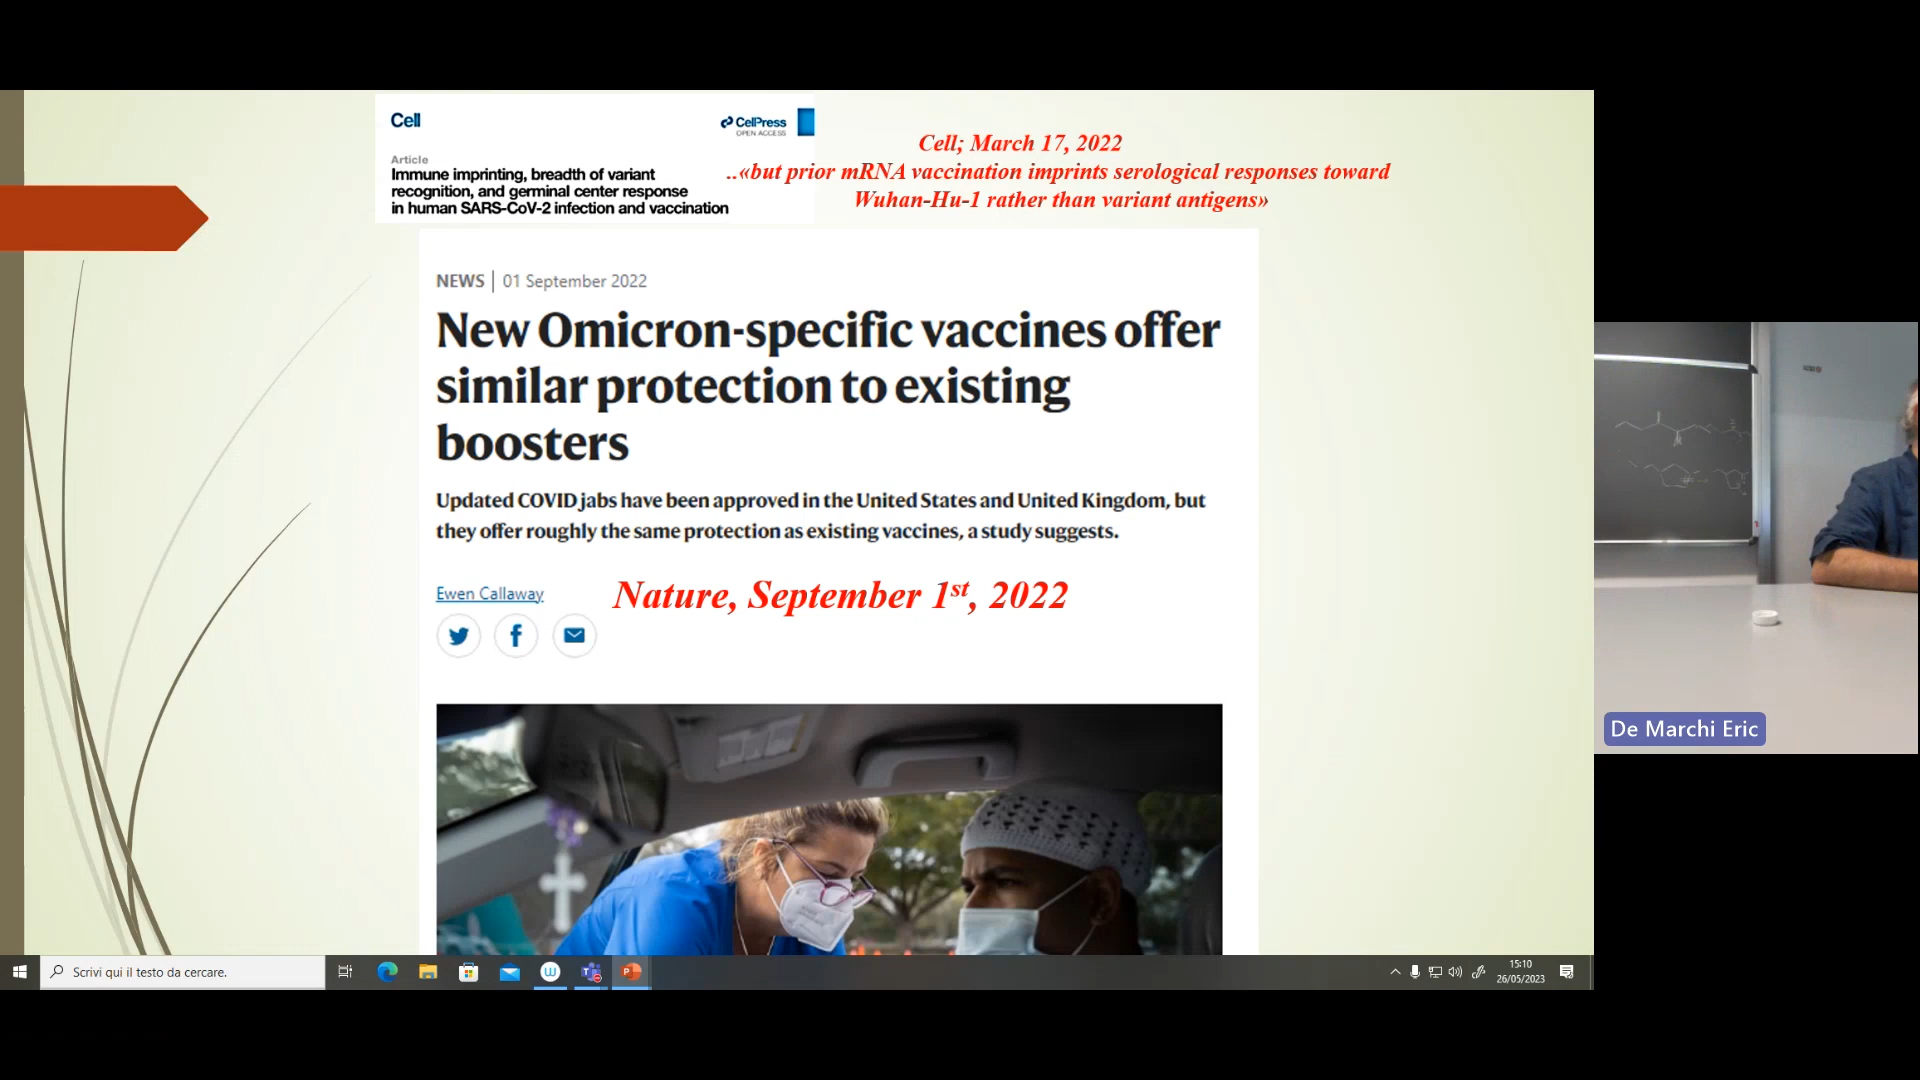 Cell
CellPress
OPEN ACCESS
Article
Immune imprinting, breadth of variant
recognition, and germinal center response
in human SARS-CoV-2 infection and vaccination
Cell; March 17, 2022
..«but prior mRNA vaccination imprints serological responses toward
Wuhan-Hu-1 rather than variant antigens»
NEWS | 01 September 2022
New Omicron-specific vaccines offer
similar protection to existing
boosters
Updated COVID jabs have been approved in the United States and United Kingdom, but
they offer roughly the same protection as existing vaccines, a study suggests.
Ewen Callaway
Nature, September 1st, 2022
De Marchi Eric
Scrivi qui il testo da cercare.
15:10
26/05/2023